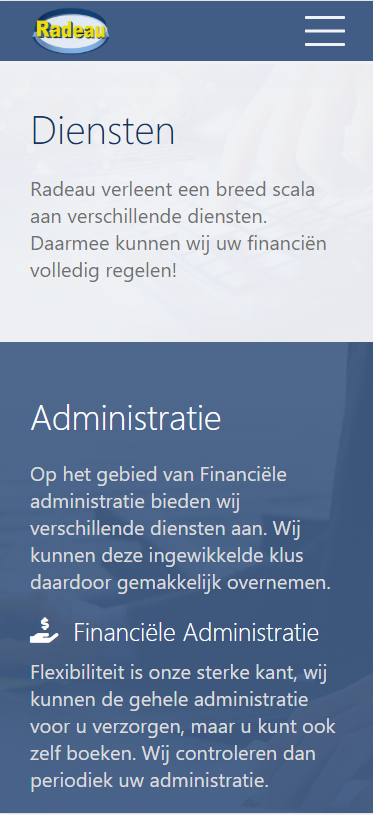 Radeau
Diensten
Radeau verleent een breed scala
aan verschillende diensten.
Daarmee kunnen wij uw financiën
volledig regelen!
Administratie
Op het gebied van Financiële
administratie bieden wij
verschillende diensten aan. Wij
kunnen deze ingewikkelde klus
daardoor gemakkelijk overnemen.
Financiële Administratie
Flexibiliteit is onze sterke kant, wij
kunnen de gehele administratie
voor u verzorgen, maar u kunt ook
zelf boeken. Wij controleren dan
periodiek uw administratie.